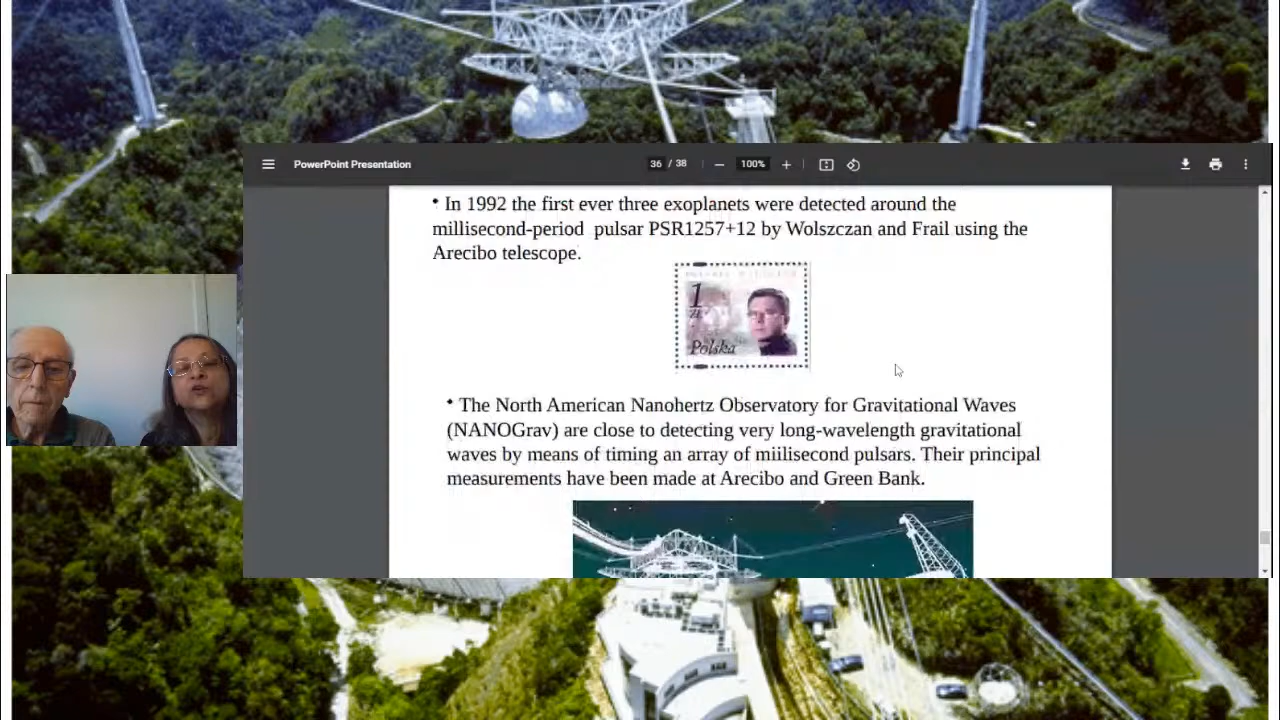 PowerPoint Presentation
36 / 38
100%
• In 1992 the first ever three exoplanets were detected around the
millisecond-period pulsar PSR1257+12 by Wolszczan and Frail using the
Arecibo telescope.
1
zł
Polska
• The North American Nanohertz Observatory for Gravitational Waves
(NANOGrav) are close to detecting very long-wavelength gravitational
waves by means of timing an array of miilisecond pulsars. Their principal
measurements have been made at Arecibo and Green Bank.